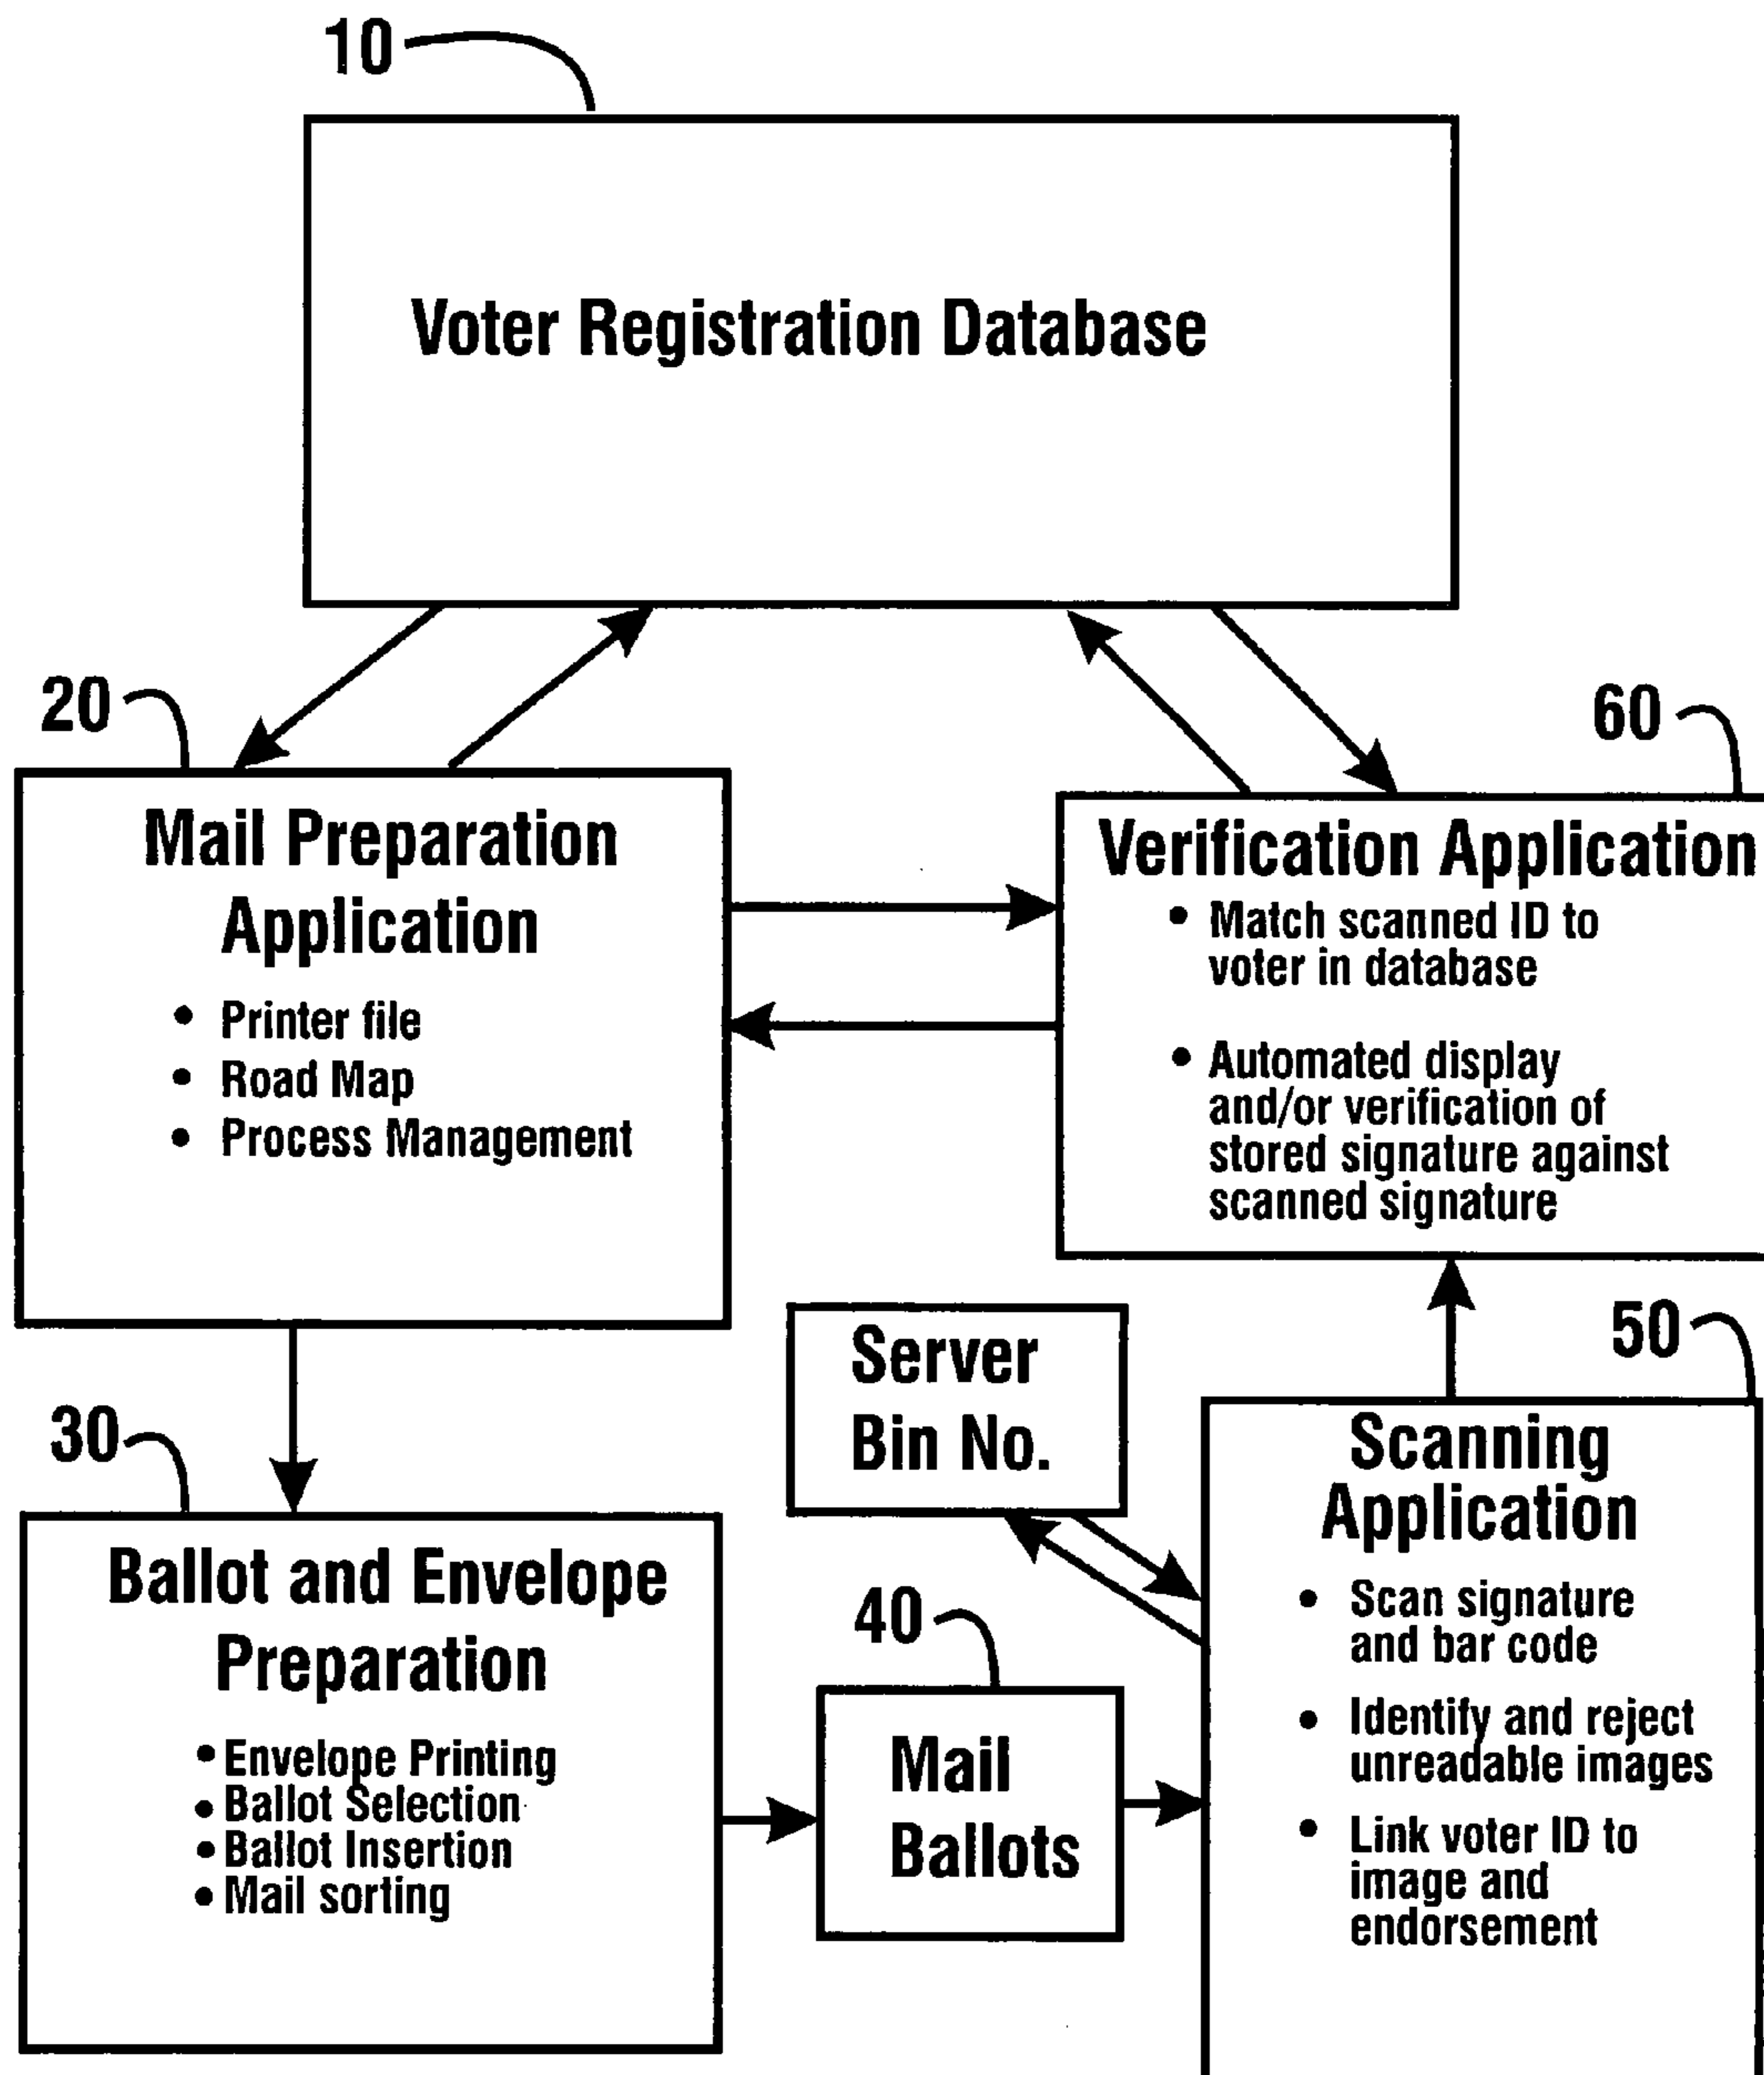 10
Voter Registration Database
20
Mail Preparation
Application
• Printer file
• Road Map
• Process Management
60
Verification Application
• Match scanned ID to
voter in database
• Automated display
and/or verification of
stored signature against
scanned signature
30
Ballot and Envelope
Preparation
• Envelope Printing
• Ballot Selection
• Ballot Insertion
• Mail sorting
Server
Bin No.
40
Mail
Ballots
50
Scanning
Application
• Scan signature
and bar code
• Identify and reject
unreadable images
• Link voter ID to
image and
endorsement